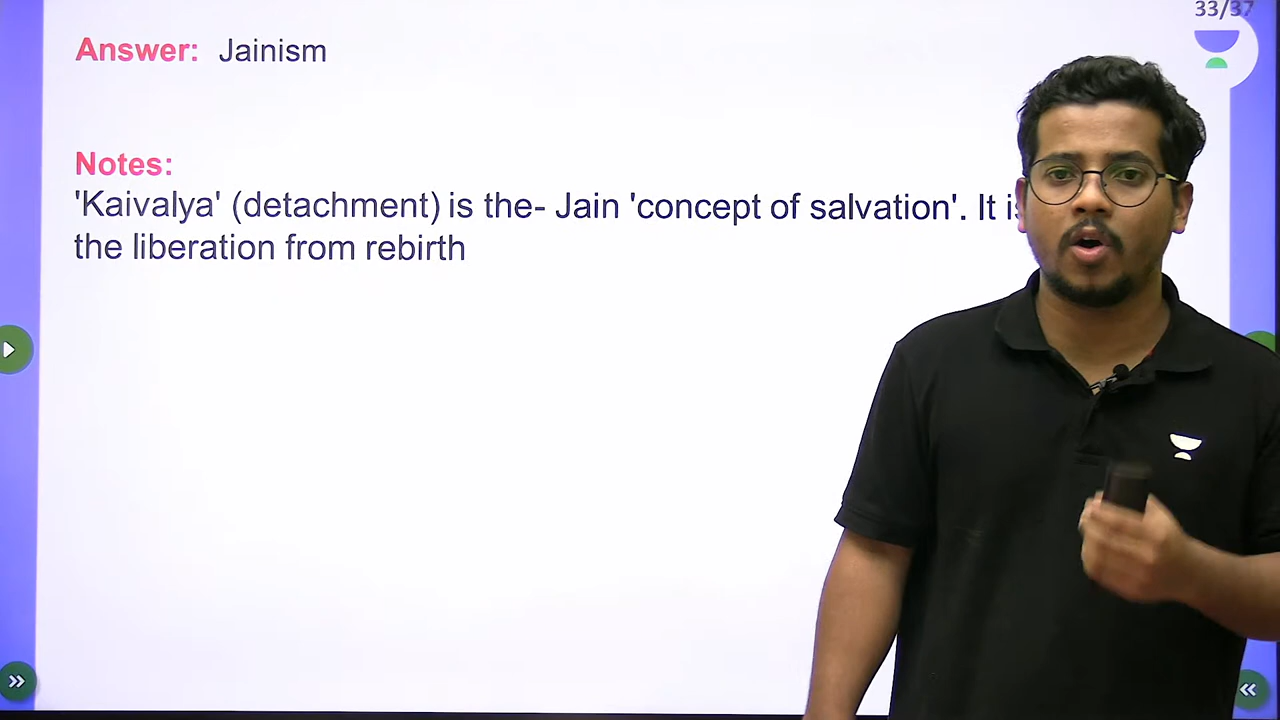 33/37
Answer: Jainism
Notes:
'Kaivalya' (detachment) is the- Jain 'concept of salvation'. It is
the liberation from rebirth